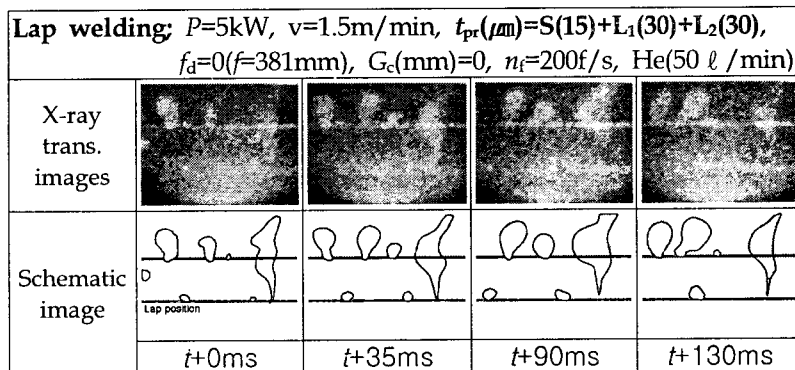 Lap welding; P=5kW, v=1.5m/min, tpr(㎛)=S(15)+L1(30)+L2(30),
fd=0(f=381mm), Gc(mm)=0, nf=200f/s, He(50 ℓ/min)
X-ray
trans.
images
Schematic
image
Lap position
t+0ms t+35ms t+90ms t+130ms